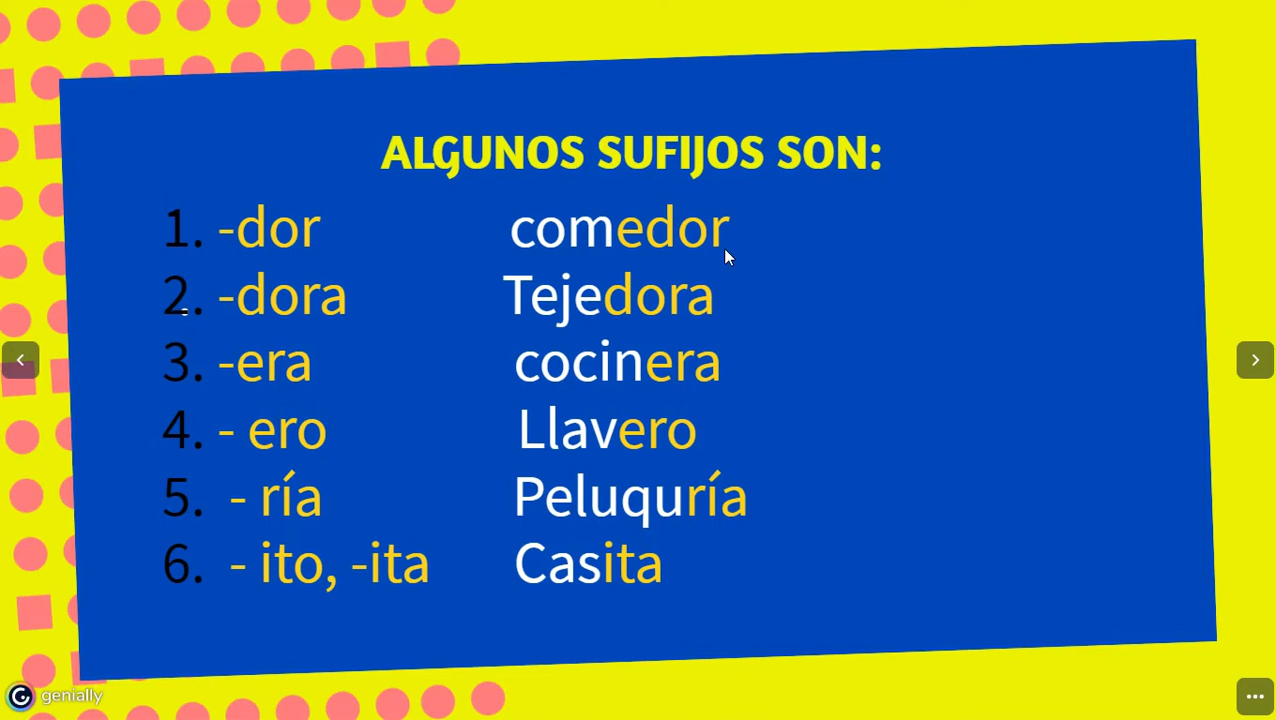 ALGUNOS SUFIJOS SON:
1. -dor comedor
2. -dora Tejedora
3. -era cocinera
4. - ero Llavero
5. - ría Peluquría
6. - ito, -ita Casita
genially